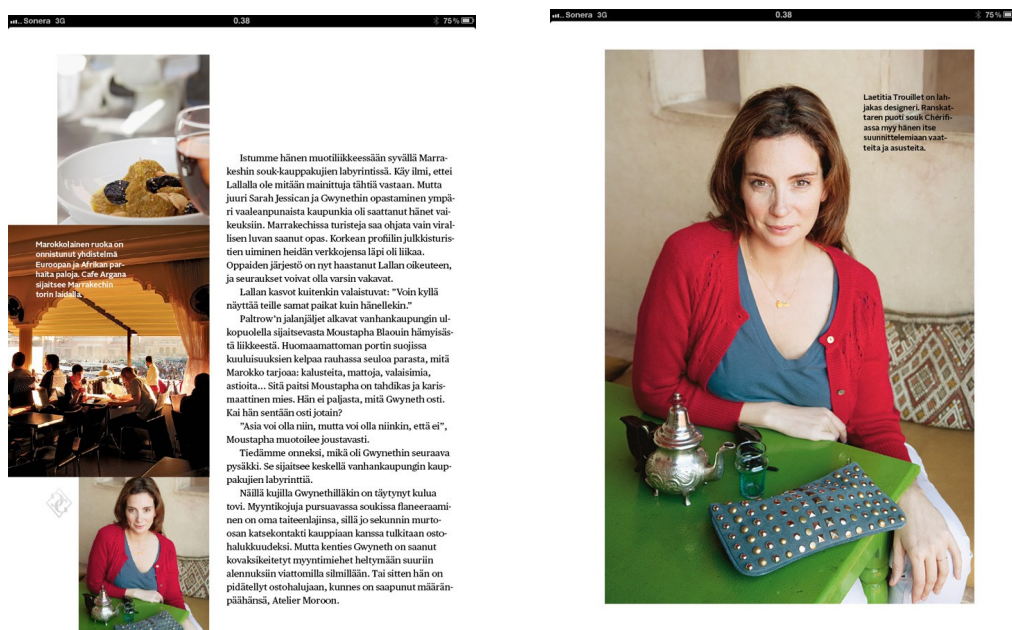 Sonera 3G
0.38
75 %
Marokkolainen ruoka on
onnistunut yhdistelmä
Euroopan ja Afrikan par-
haita paloja. Cafe Argana
sijaitsee Marrakechin
torin laidalla.
Istumme hänen muotiliikkeessään syvällä Marra-
keshin souk-kauppakujien labyrintissä. Käy ilmi, ettei
Lallalla ole mitään mainittuja tähtiä vastaan. Mutta
juuri Sarah Jessican ja Gwynethin opastaminen ympä-
ri vaaleanpunaista kaupunkia oli saattanut hänet vai-
keuksiin. Marrakechissa turisteja saa ohjata vain viral-
lisen luvan saanut opas. Korkean profiilin julkkisturis-
tien uiminen heidän verkkojensa läpi oli liikaa.
Oppaiden järjestö on nyt haastanut Lallan oikeuteen,
ja seuraukset voivat olla varsin vakavat.
Lallan kasvot kuitenkin valaistuvat: ”Voin kyllä
näyttää teille samat paikat kuin hänellekin.”
Paltrow’n jalanjäljet alkavat vanhankaupungin ul-
kopuolella sijaitsevasta Moustapha Blaouin hämyisäs-
tä liikkeestä. Huomaamattoman portin suojissa
kuuluisuuksien kelpaa rauhassa seuloa parasta, mitä
Marokko tarjoaa: kalusteita, mattoja, valaisimia,
astioita... Sitä paitsi Moustapha on tahdikas ja karis-
maattinen mies. Hän ei paljasta, mitä Gwyneth osti.
Kai hän sentään osti jotain?
”Asia voi olla niin, mutta voi olla niinkin, että ei”,
Moustapha muotoilee joustavasti.
Tiedämme onneksi, mikä oli Gwynethin seuraava
pysäkki. Se sijaitsee keskellä vanhankaupungin kaup-
pakujien labyrinttiä.
Näillä kujilla Gwynethilläkin on täytynyt kulua
tovi. Myyntikojuja pursuavassa soukissa flaneeraami-
nen on oma taiteenlajinsa, sillä jo sekunnin murto-
osan katsekontakti kauppiaan kanssa tulkitaan osto-
halukkuudeksi. Mutta kenties Gwyneth on saanut
kovaksikeitetyt myyntimiehet heltymään suuriin
alennuksiin viattomilla silmillään. Tai sitten hän on
pidätellyt ostohalujaan, kunnes on saapunut määrän-
päähänsä, Atelier Moroon.
Sonera 3G
0.38
75 %
Laetitia Trouillet on lah-
jakas designeri. Ranskat-
taren puoti souk Chérifi-
assa myy hänen itse
suunnittelemiaan vaat-
teita ja asusteita.